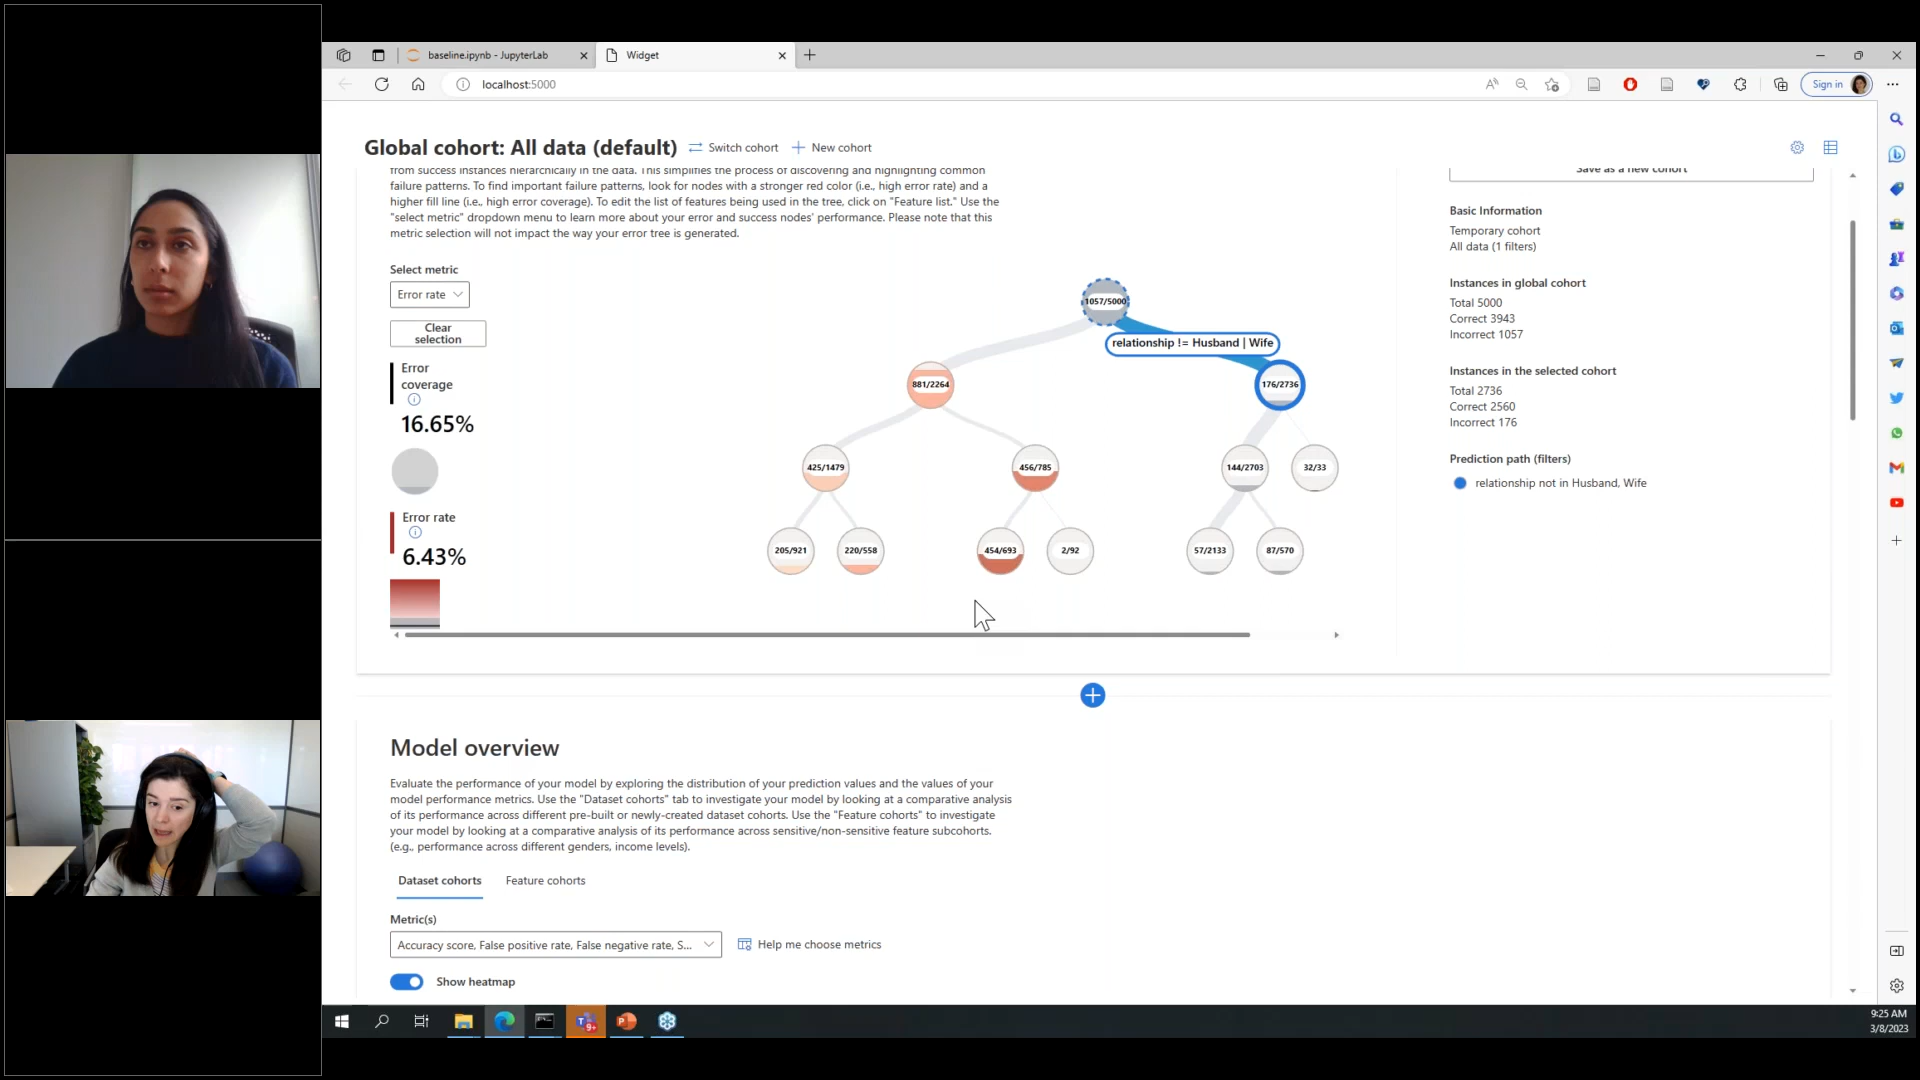 baseline.ipynb - JupyterLab
Widget
localhost:5000
Sign in
Global cohort: All data (default)
Switch cohort
New cohort
from success instances hierarchically in the data. This simplifies the process of discovering and highlighting common
failure patterns. To find important failure patterns, look for nodes with a stronger red color (i.e., high error rate) and a
higher fill line (i.e., high error coverage). To edit the list of features being used in the tree, click on "Feature list." Use the
"select metric" dropdown menu to learn more about your error and success nodes' performance. Please note that this
metric selection will not impact the way your error tree is generated.
Select metric
Error rate
Clear
selection
Error
coverage
16.65%
Error rate
6.43%
1057/5000
relationship != Husband | Wife
881/2264
176/2736
425/1479
456/785
144/2703
32/33
205/921
220/558
454/693
2/92
57/2133
87/570
Save as a new cohort
Basic Information
Temporary cohort
All data (1 filters)
Instances in global cohort
Total 5000
Correct 3943
Incorrect 1057
Instances in the selected cohort
Total 2736
Correct 2560
Incorrect 176
Prediction path (filters)
relationship not in Husband, Wife
Model overview
Evaluate the performance of your model by exploring the distribution of your prediction values and the values of your
model performance metrics. Use the "Dataset cohorts" tab to investigate your model by looking at a comparative analysis
of its performance across different pre-built or newly-created dataset cohorts. Use the "Feature cohorts" to investigate
your model by looking at a comparative analysis of its performance across sensitive/non-sensitive feature subcohorts.
(e.g., performance across different genders, income levels).
Dataset cohorts
Feature cohorts
Metric(s)
Accuracy score, False positive rate, False negative rate, S...
Help me choose metrics
Show heatmap
9+
9:25 AM
3/8/2023